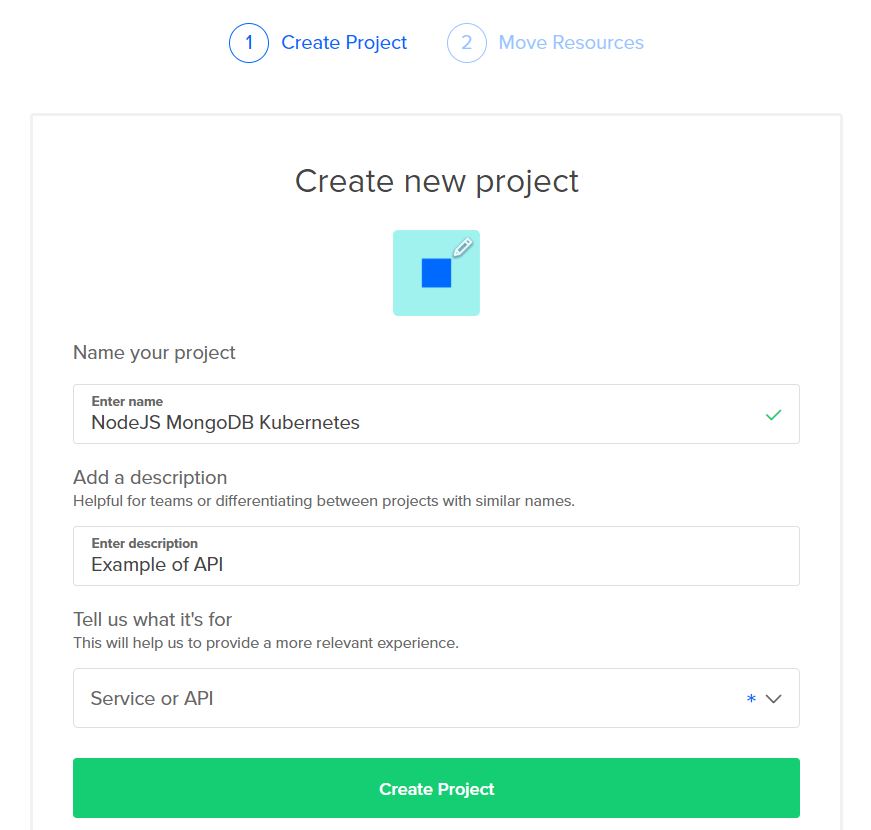 1 Create Project 2 Move Resources
Create new project
Name your project
Enter name
NodeJS MongoDB Kubernetes
Add a description
Helpful for teams or differentiating between projects with similar names.
Enter description
Example of API
Tell us what it's for
This will help us to provide a more relevant experience.
Service or API *
Create Project